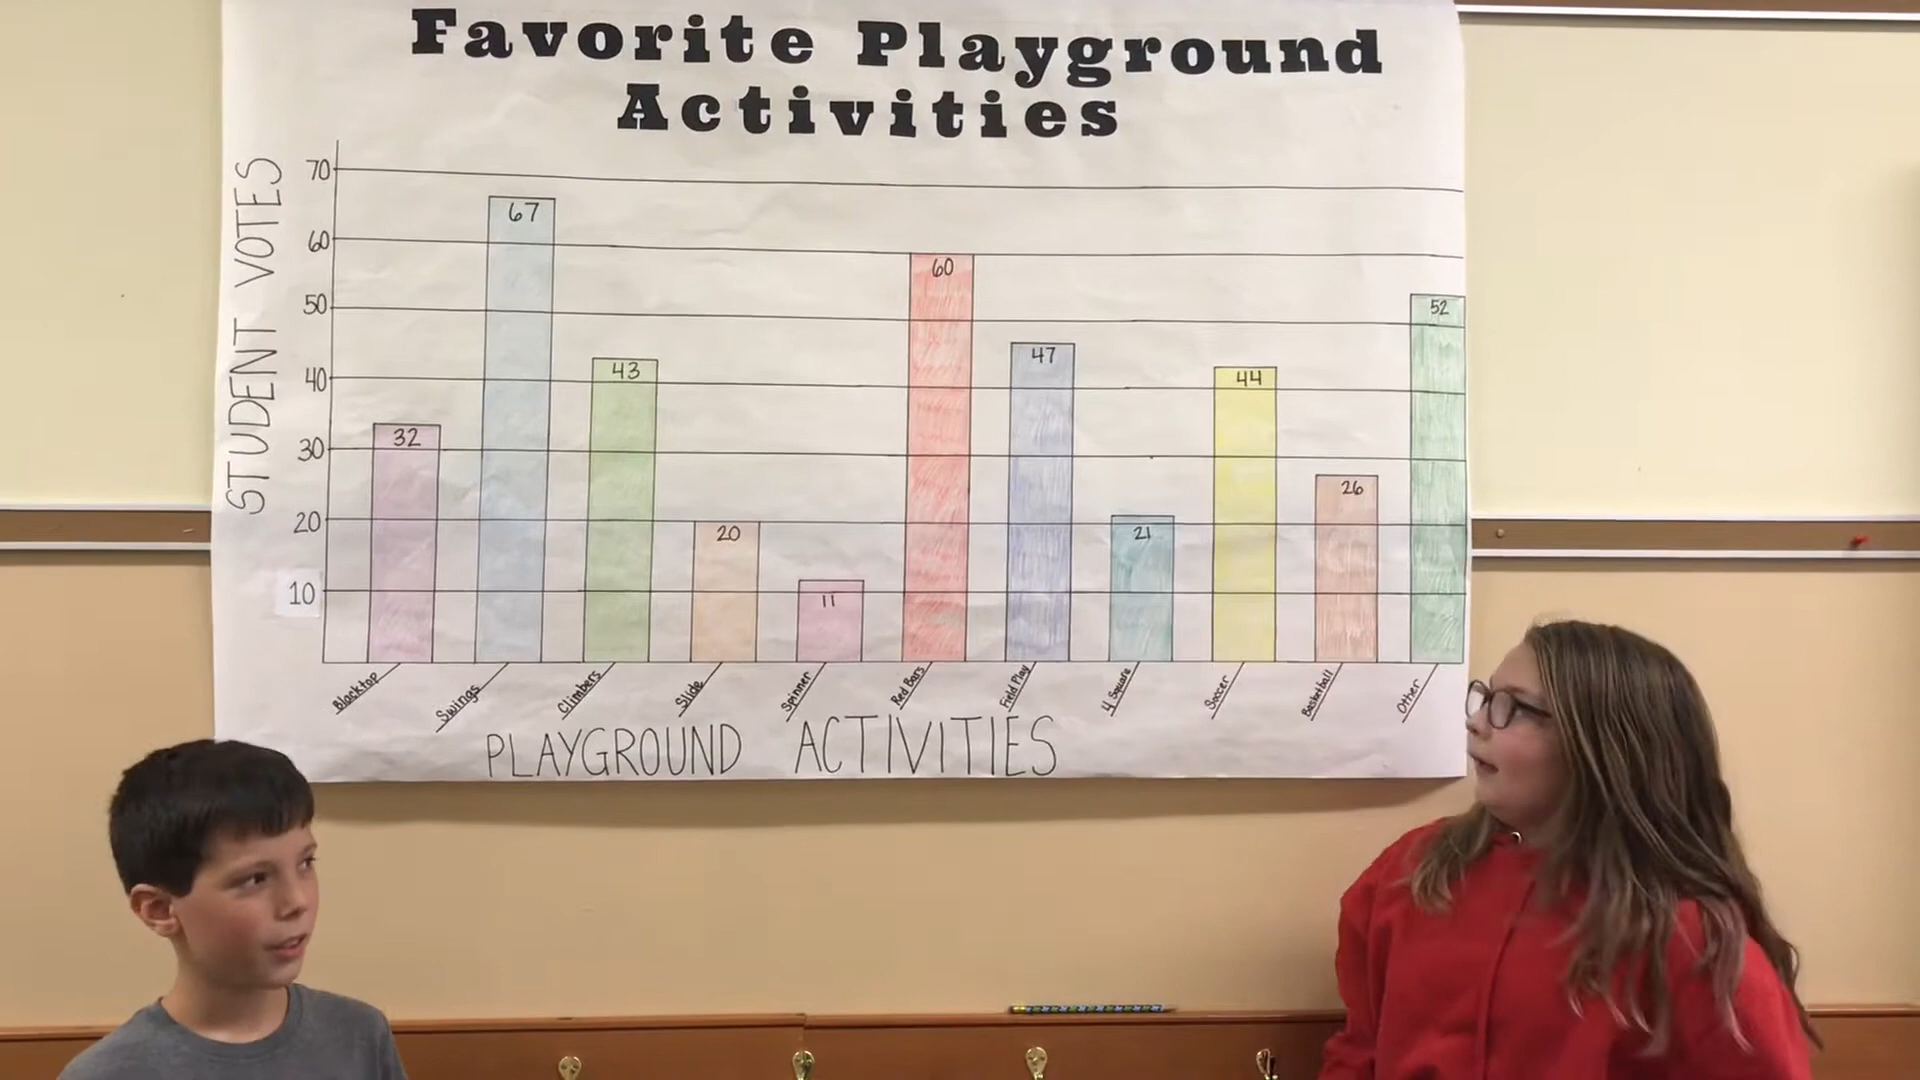 Favorite Playground
Activities
STUDENT VOTES
70
60
50
40
30
20
10
32
67
43
20
11
60
47
21
44
26
52
Blacktop
Swings
Climbers
Slide
Spinner
Red Bars
Field Play
4 Square
Soccer
Basketball
Other
PLAYGROUND ACTIVITIES